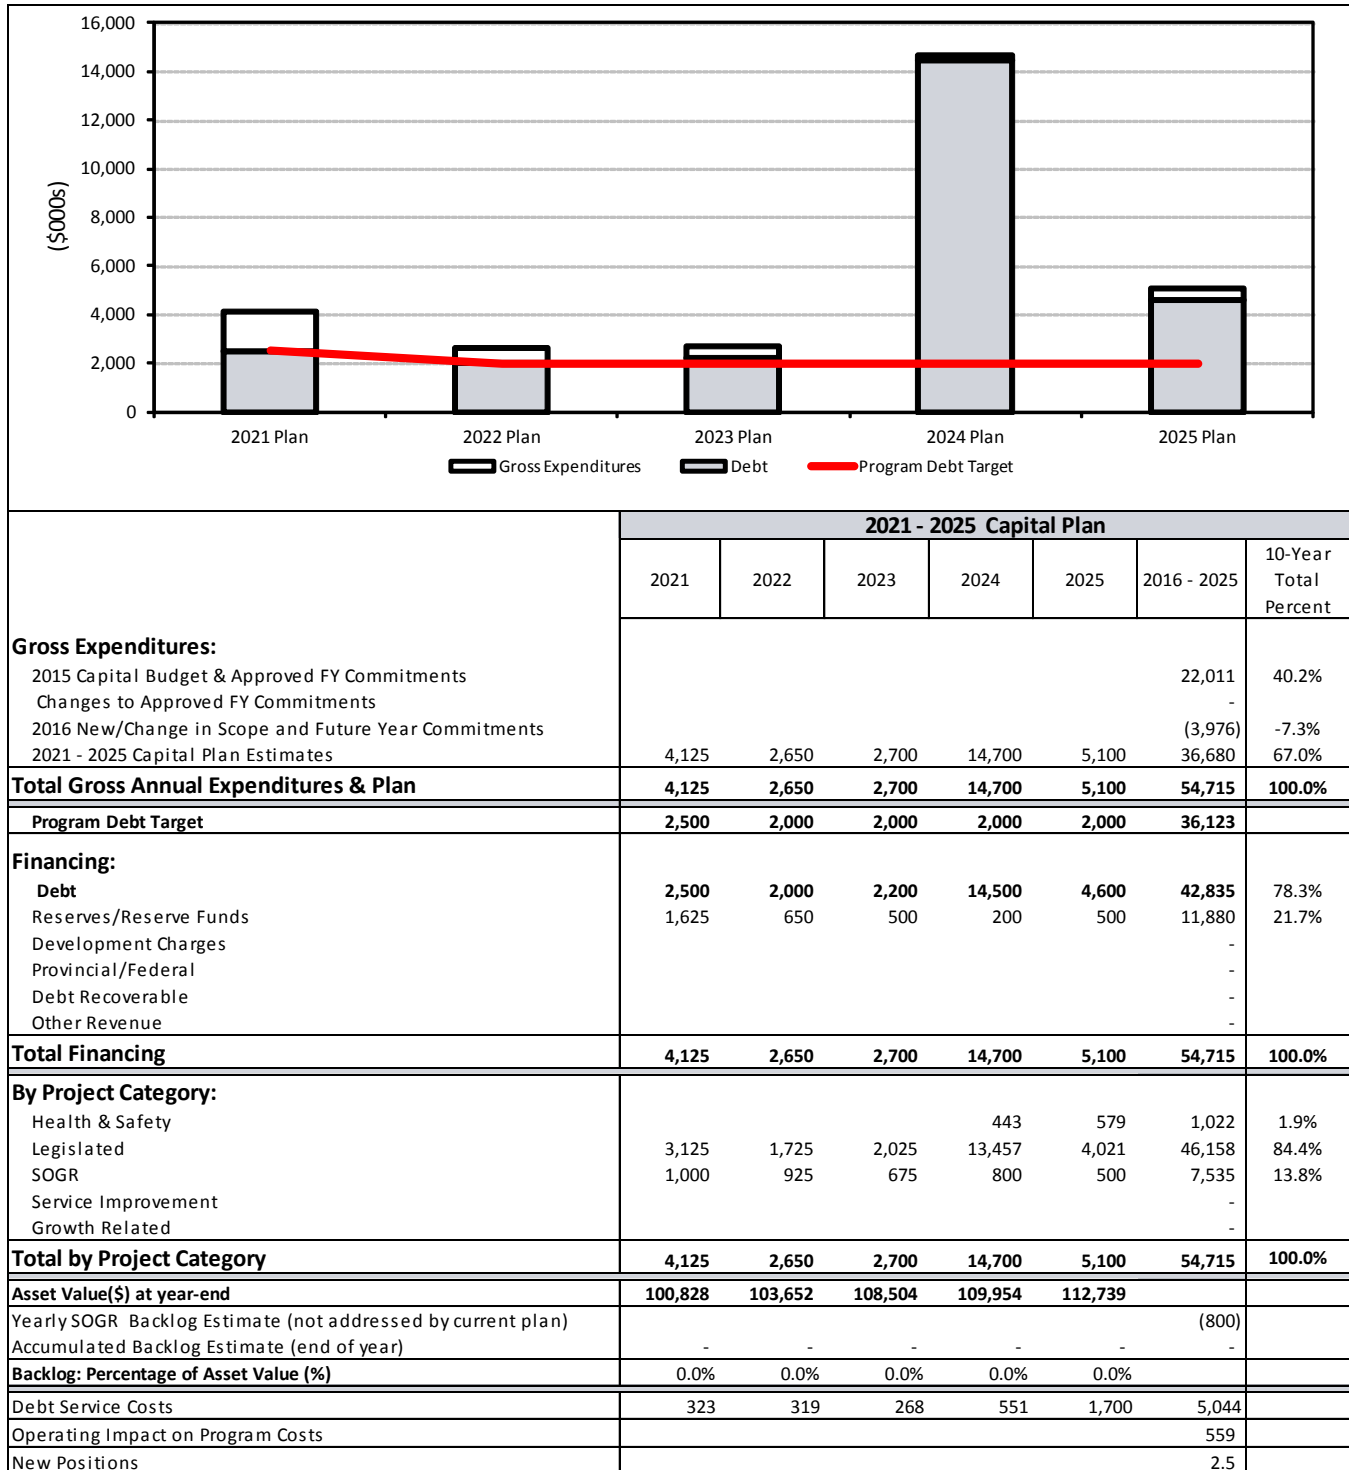 16,000
14,000
12,000
10,000
8,000
6,000
4,000
2,000
0
($000s)
2021 Plan 2022 Plan 2023 Plan 2024 Plan 2025 Plan
Gross Expenditures Debt Program Debt Target
2021 - 2025 Capital Plan
2021 2022 2023 2024 2025 2016 - 2025 10-Year Total Percent
Gross Expenditures:
2015 Capital Budget & Approved FY Commitments 22,011 40.2%
Changes to Approved FY Commitments -
2016 New/Change in Scope and Future Year Commitments (3,976) -7.3%
2021 - 2025 Capital Plan Estimates 4,125 2,650 2,700 14,700 5,100 36,680 67.0%
Total Gross Annual Expenditures & Plan 4,125 2,650 2,700 14,700 5,100 54,715 100.0%
Program Debt Target 2,500 2,000 2,000 2,000 2,000 36,123
Financing:
Debt 2,500 2,000 2,200 14,500 4,600 42,835 78.3%
Reserves/Reserve Funds 1,625 650 500 200 500 11,880 21.7%
Development Charges -
Provincial/Federal -
Debt Recoverable -
Other Revenue -
Total Financing 4,125 2,650 2,700 14,700 5,100 54,715 100.0%
By Project Category:
Health & Safety 443 579 1,022 1.9%
Legislated 3,125 1,725 2,025 13,457 4,021 46,158 84.4%
SOGR 1,000 925 675 800 500 7,535 13.8%
Service Improvement -
Growth Related -
Total by Project Category 4,125 2,650 2,700 14,700 5,100 54,715 100.0%
Asset Value($) at year-end 100,828 103,652 108,504 109,954 112,739
Yearly SOGR Backlog Estimate (not addressed by current plan) (800)
Accumulated Backlog Estimate (end of year) - - - - - -
Backlog: Percentage of Asset Value (%) 0.0% 0.0% 0.0% 0.0% 0.0%
Debt Service Costs 323 319 268 551 1,700 5,044
Operating Impact on Program Costs 559
New Positions 2.5